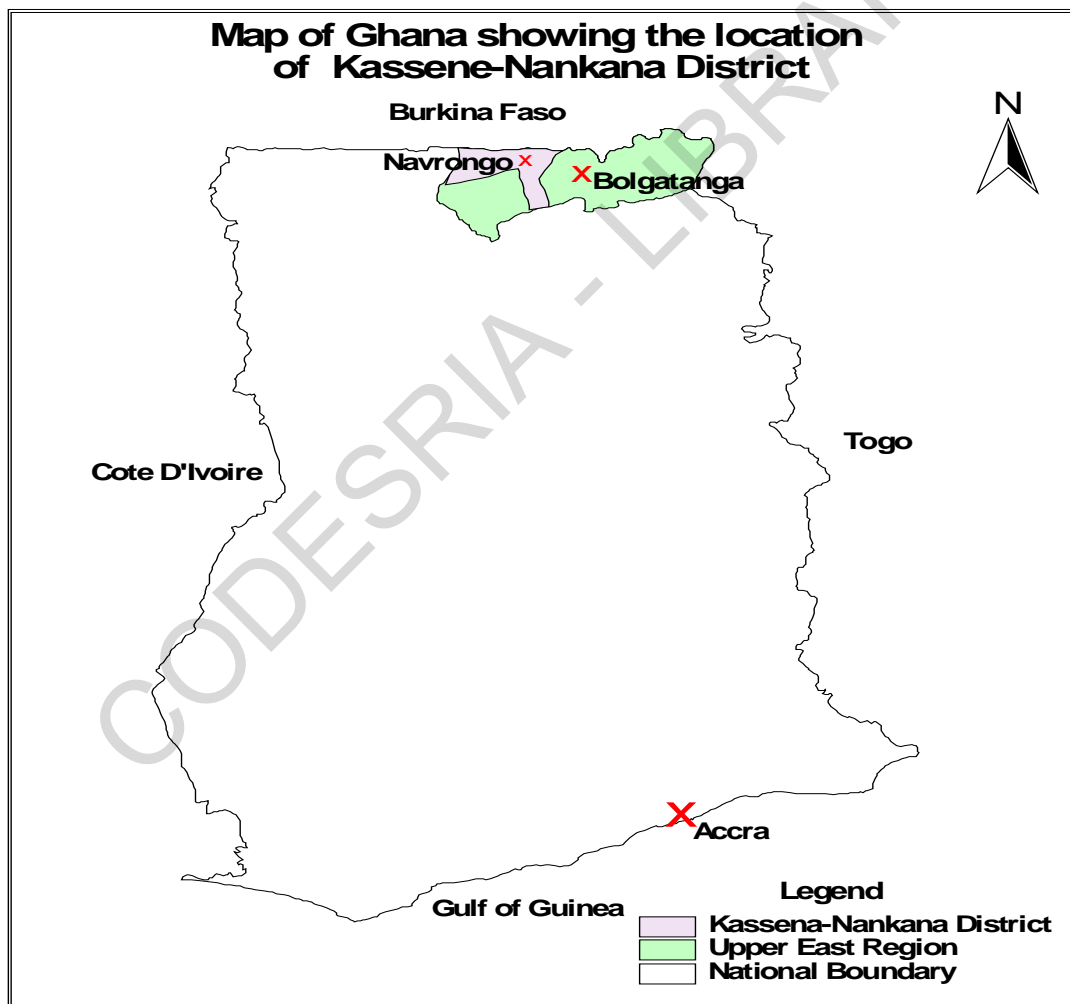 Map of Ghana showing the location
of Kassene-Nankana District
Burkina Faso
N
Navrongo x
x Bolgatanga
Togo
Cote D'Ivoire
X Accra
Gulf of Guinea
Legend
Kassena-Nankana District
Upper East Region
National Boundary
CODESRIA - LIBRAR